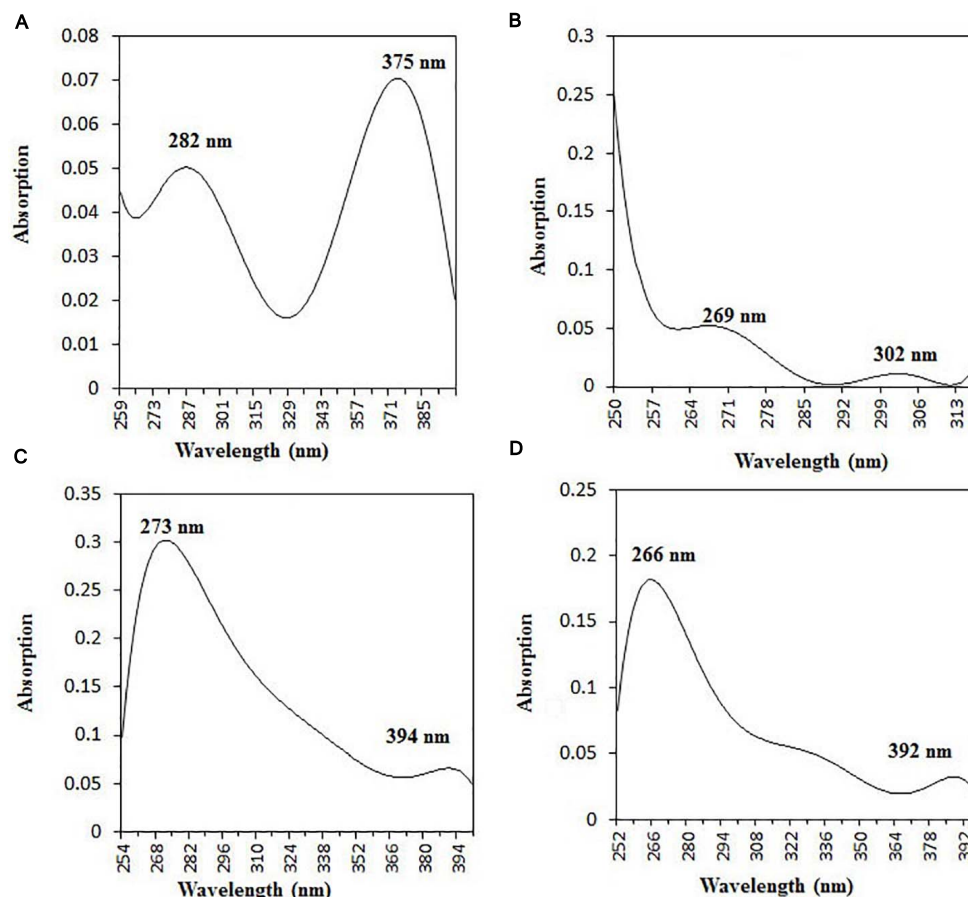 A
0.08
0.07
0.06
0.05
0.04
0.03
0.02
0.01
0
Absorption
282 nm
375 nm
259 273 287 301 315 329 343 357 371 385
Wavelength (nm)
B
0.3
0.25
0.2
0.15
0.1
0.05
0
Absorption
269 nm
302 nm
250 257 264 271 278 285 292 299 306 313
Wavelength (nm)
C
0.35
0.3
0.25
0.2
0.15
0.1
0.05
0
Absorption
273 nm
394 nm
254 268 282 296 310 324 338 352 366 380 394
Wavelength (nm)
D
0.25
0.2
0.15
0.1
0.05
0
Absorption
266 nm
392 nm
252 266 280 294 308 322 336 350 364 378 392
Wavelength (nm)